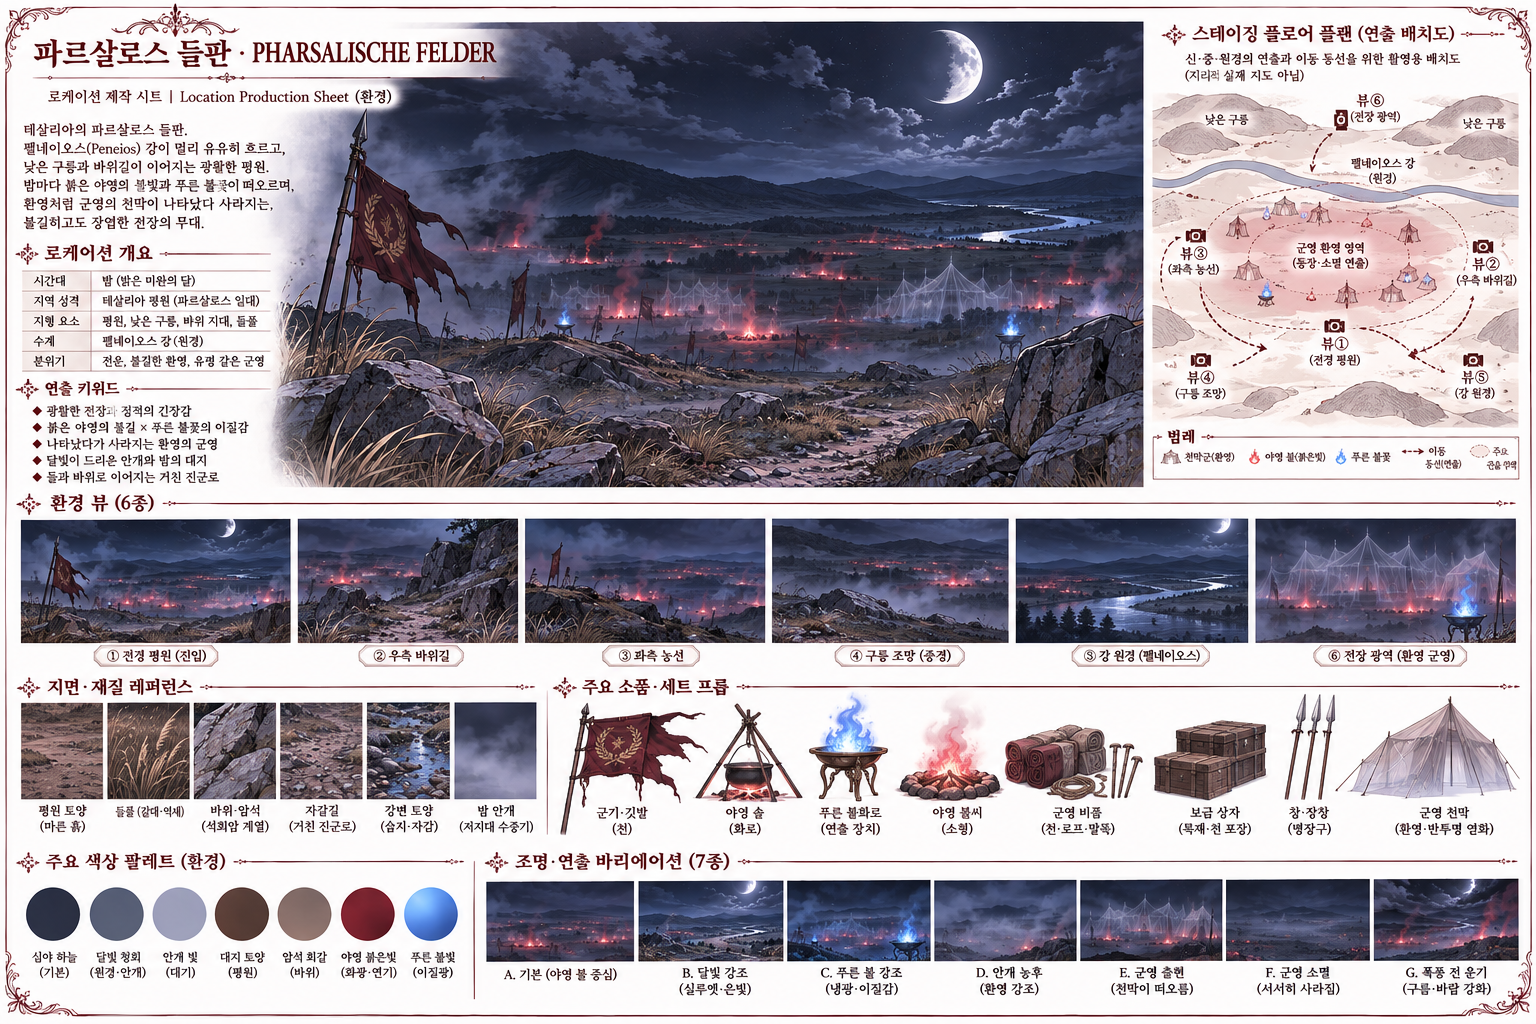 파르살로스 들판 · PHARSALISCHE FELDER
로케이션 제작 시트 | Location Production Sheet (환경)
테살리아의 파르살로스 들판.
펠네이오스(Peneios) 강이 멀리 유유히 흐르고,
낮은 구릉과 바위길이 이어지는 광활한 평원.
밤마다 붉은 야영의 불빛과 푸른 불꽃이 떠오르며,
환영처럼 군영의 천막이 나타났다 사라지는,
불길하고도 장엄한 전장의 무대.
로케이션 개요
시간대 밤 (밝은 미완의 달)
지역 성격 테살리아 평원 (파르살로스 일대)
지형 요소 평원, 낮은 구릉, 바위 지대, 들풀
수계 펠네이오스 강 (원경)
분위기 전운, 불길한 환영, 유령 같은 군영
연출 키워드
광활한 전장과 정적의 긴장감
붉은 야영의 불길 × 푸른 불꽃의 이질감
나타났다가 사라지는 환영의 군영
달빛이 드리운 안개와 밤의 대지
들과 바위로 이어지는 거친 진군로
스테이징 플로어 플랜 (연출 배치도)
신·중·원경의 연출과 이동 동선을 위한 촬영용 배치도
(지리적 실재 지도 아님)
뷰⑥
(전장 광역)
낮은 구릉
낮은 구릉
펠네이오스 강
(원경)
뷰③
(좌측 능선)
군영 환영 영역
(등장·소멸 연출)
뷰②
(우측 바위길)
뷰①
(전경 평원)
뷰④
(구릉 조망)
뷰⑤
(강 원경)
범례
천막군(환영)
야영 불(붉은빛)
푸른 불꽃
이동
동선(연출)
주요
환경 뷰 (6종)
① 전경 평원 (진입)
② 우측 바위길
③ 좌측 능선
④ 구릉 조망 (중경)
⑤ 강 원경 (펠네이오스)
⑥ 전장 광역 (환영 군영)
지면·재질 레퍼런스
평원 토양
(마른 흙)
들풀 (갈대·억새)
바위·암석
(석회암 계열)
자갈길
(거친 진군로)
강변 토양
(습지·자갈)
밤 안개
(저지대 수증기)
주요 소품·세트 프롭
군기·깃발
(천)
야영 솥
(화로)
푸른 불화로
(연출 장치)
야영 불씨
(소형)
군영 비품
(천·로프·말뚝)
보급 상자
(목재·천 포장)
창·장창
(병장구)
군영 천막
(환영·반투명 연화)
주요 색상 팔레트 (환경)
심야 하늘
(기본)
달빛 청회
(원경·안개)
안개 빛
(대기)
대지 토양
(평원)
암석 회갈
(바위)
야영 붉은빛
(화광·연기)
푸른 불빛
(이질광)
조명·연출 바리에이션 (7종)
A. 기본 (야영 불 중심)
B. 달빛 강조
(실루엣·은빛)
C. 푸른 불 강조
(냉광·이질감)
D. 안개 농후
(환영 강조)
E. 군영 출현
(천막이 떠오름)
F. 군영 소멸
(서서히 사라짐)
G. 폭풍 전 운기
(구름·바람 강화)